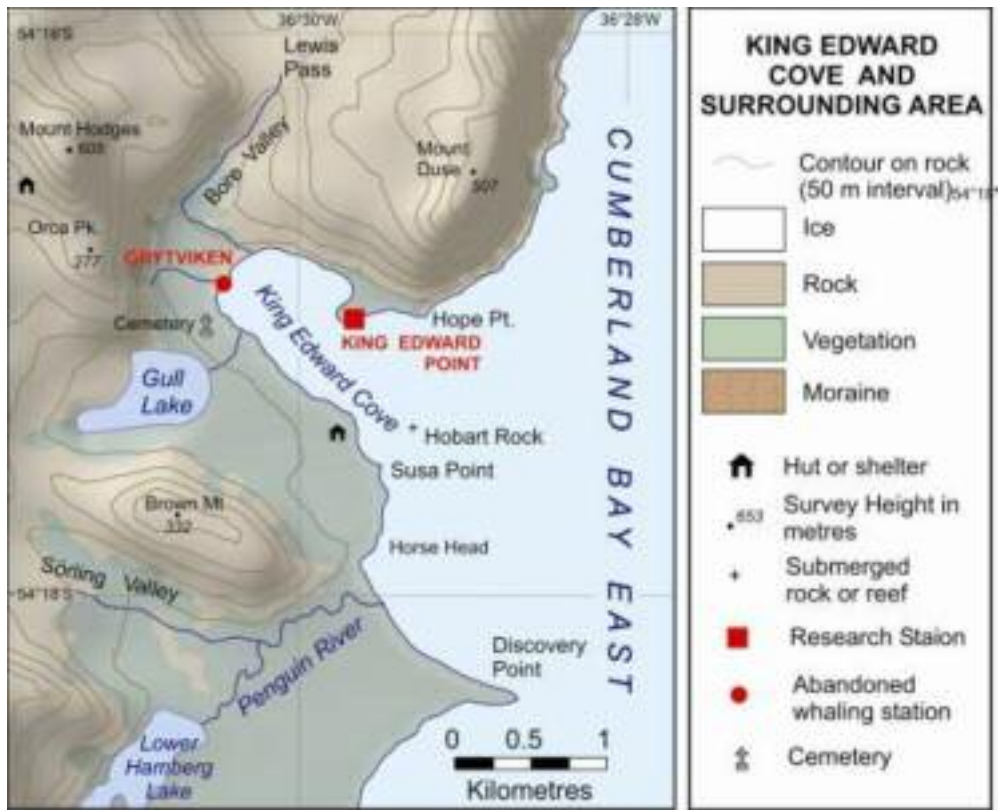 54°18'S
36°30'W
36°28'W
Lewis
Pass
Mount Hodges
605
Bore Valley
Mount
Duse
507
Orca Pk.
277
GRYTVIKEN
Cemetery
King Edward Cove
Hope Pt.
KING EDWARD
POINT
Gull
Lake
Hobart Rock
Susa Point
Brown Mt
332
Horse Head
Sörling Valley
54°18'S
Penguin River
Discovery
Point
Lower
Hamberg
Lake
CUMBERLAND BAY EAST
0 0.5 1
Kilometres
KING EDWARD
COVE AND
SURROUNDING AREA
Contour on rock
(50 m interval)
Ice
Rock
Vegetation
Moraine
Hut or shelter
653
Survey Height in
metres
Submerged
rock or reef
Research Staion
Abandoned
whaling station
Cemetery